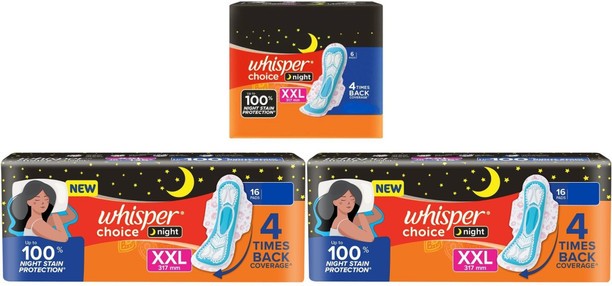 whisper®
choice night
6
PADS
Up to
100%
NIGHT STAIN
PROTECTION*
XXL
317 mm
4 TIMES
BACK
COVERAGE^
NEW
16
PADS
whisper®
choice night
Up to
100%
NIGHT STAIN
PROTECTION*
XXL
317 mm
4
TIMES
BACK
COVERAGE^
NEW
16
PADS
whisper®
choice night
Up to
100%
NIGHT STAIN
PROTECTION*
XXL
317 mm
4
TIMES
BACK
COVERAGE^